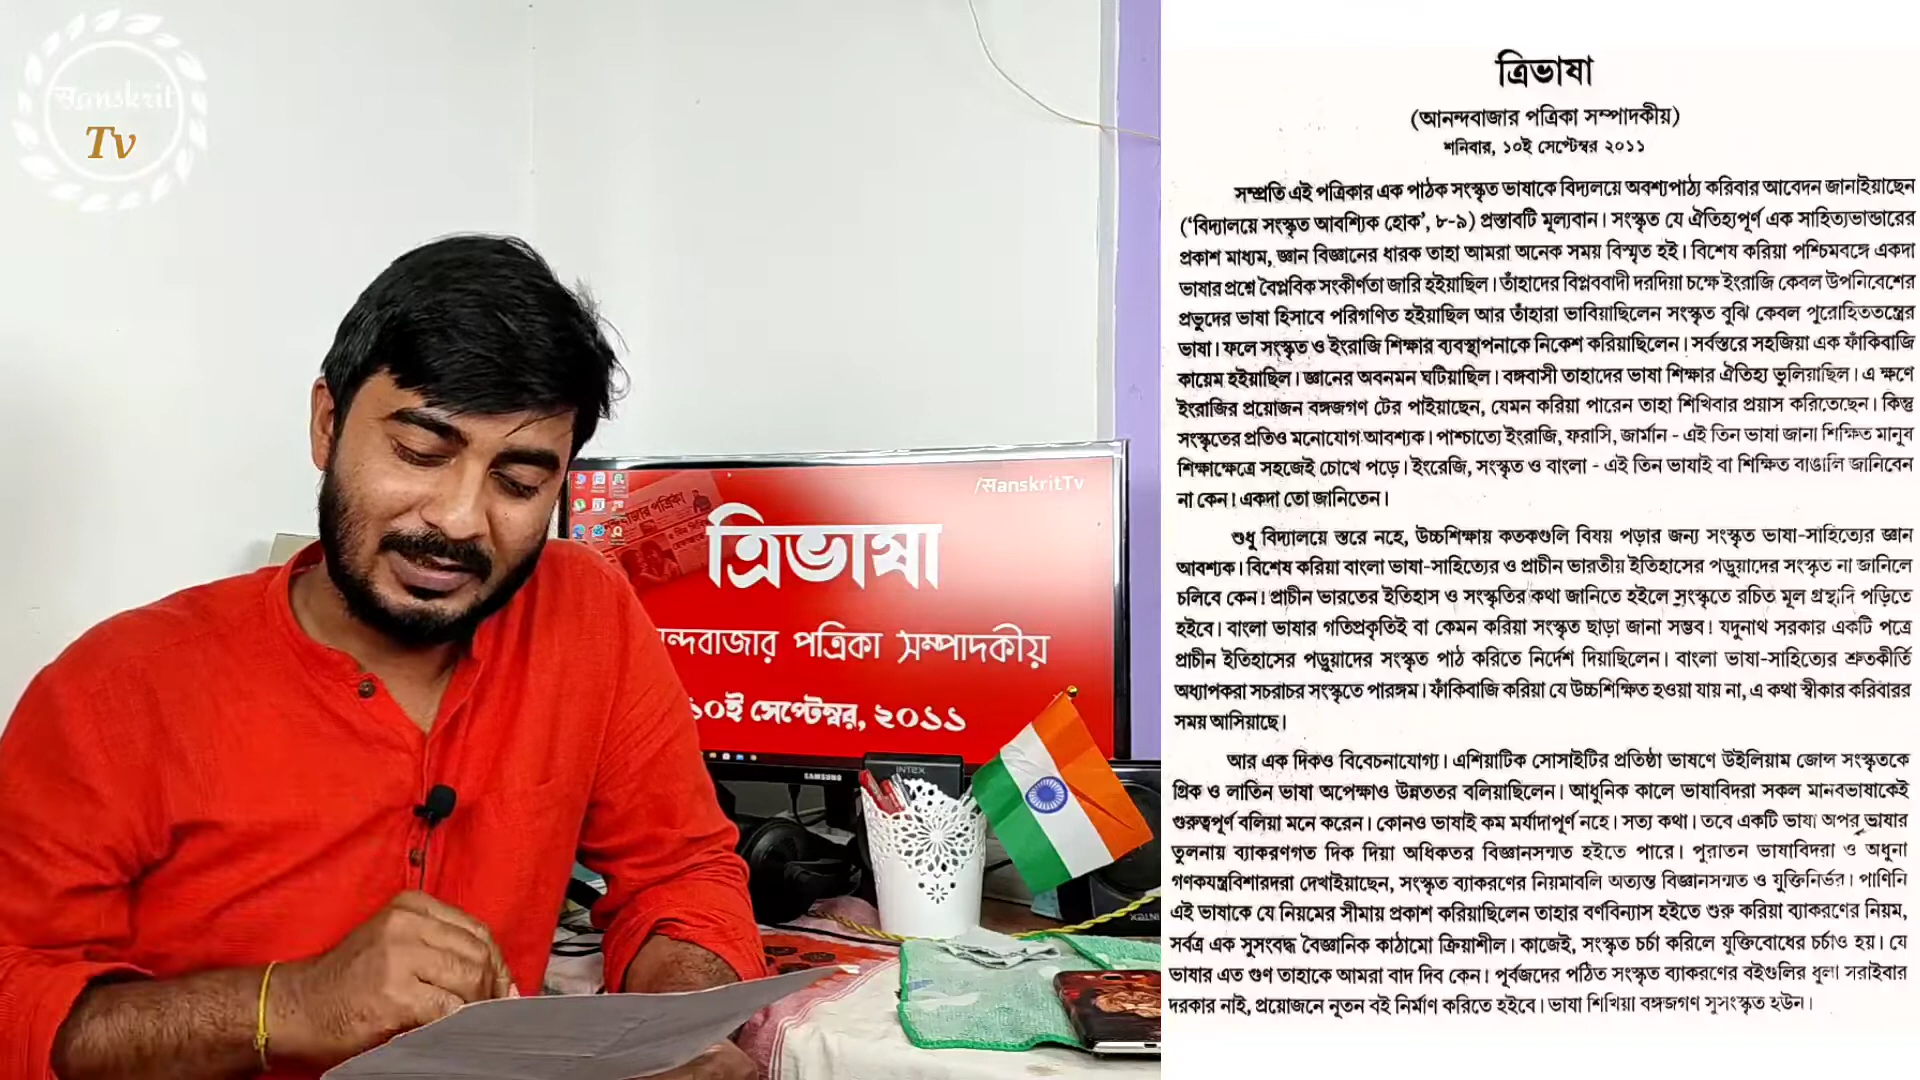 सanskrit
Tv
/सanskritTv
ত্রিভাষা
ন্দবাজার পত্রিকা সম্পাদকীয়
১০ই সেপ্টেম্বর, ২০১১
SAMSUNG
INTEX
ত্রিভাষা
(আনন্দবাজার পত্রিকা সম্পাদকীয়)
শনিবার, ১০ই সেপ্টেম্বর ২০১১
সম্প্রতি এই পত্রিকার এক পাঠক সংস্কৃত ভাষাকে বিদ্যলয়ে অবশ্যপাঠ্য করিবার আবেদন জানাইয়াছেন
(‘বিদ্যালয়ে সংস্কৃত আবশ্যিক হোক’, ৮-৯) প্রস্তাবটি মূল্যবান। সংস্কৃত যে ঐতিহ্যপূর্ণ এক সাহিত্যভান্ডারের
প্রকাশ মাধ্যম, জ্ঞান বিজ্ঞানের ধারক তাহা আমরা অনেক সময় বিস্মৃত হই। বিশেষ করিয়া পশ্চিমবঙ্গে একদা
ভাষার প্রশ্নে বৈপ্লবিক সংকীর্ণতা জারি হইয়াছিল। তাঁহাদের বিপ্লববাদী দরদিয়া চক্ষে ইংরাজি কেবল উপনিবেশের
প্রভুদের ভাষা হিসাবে পরিগণিত হইয়াছিল আর তাঁহারা ভাবিয়াছিলেন সংস্কৃত বুঝি কেবল পুরোহিততন্ত্রের
ভাষা। ফলে সংস্কৃত ও ইংরাজি শিক্ষার ব্যবস্থাপনাকে নিকেশ করিয়াছিলেন। সর্বস্তরে সহজিয়া এক ফাঁকিবাজি
কায়েম হইয়াছিল। জ্ঞানের অবনমন ঘটিয়াছিল। বঙ্গবাসী তাহাদের ভাষা শিক্ষার ঐতিহ্য ভুলিয়াছিল। এ ক্ষণে
ইংরাজির প্রয়োজন বঙ্গজগণ টের পাইয়াছেন, যেমন করিয়া পারেন তাহা শিখিবার প্রয়াস করিতেছেন। কিন্তু
সংস্কৃতের প্রতিও মনোযোগ আবশ্যক। পাশ্চাত্যে ইংরাজি, ফরাসি, জার্মান - এই তিন ভাষা জানা শিক্ষিত মানুষ
শিক্ষাক্ষেত্রে সহজেই চোখে পড়ে। ইংরেজি, সংস্কৃত ও বাংলা - এই তিন ভাষাই বা শিক্ষিত বাঙালি জানিবেন
না কেন! একদা তো জানিতেন।
শুধু বিদ্যালয়ে স্তরে নহে, উচ্চশিক্ষায় কতকগুলি বিষয় পড়ার জন্য সংস্কৃত ভাষা-সাহিত্যের জ্ঞান
আবশ্যক। বিশেষ করিয়া বাংলা ভাষা-সাহিত্যের ও প্রাচীন ভারতীয় ইতিহাসের পড়ুয়াদের সংস্কৃত না জানিলে
চলিবে কেন! প্রাচীন ভারতের ইতিহাস ও সংস্কৃতির কথা জানিতে হইলে সংস্কৃতে রচিত মূল গ্রন্থাদি পড়িতে
হইবে। বাংলা ভাষার গতিপ্রকৃতিই বা কেমন করিয়া সংস্কৃত ছাড়া জানা সম্ভব! যদুনাথ সরকার একটি পত্রে
প্রাচীন ইতিহাসের পড়ুয়াদের সংস্কৃত পাঠ করিতে নির্দেশ দিয়াছিলেন। বাংলা ভাষা-সাহিত্যের শ্রুতকীর্তি
অধ্যাপকরা সচরাচর সংস্কৃতে পারঙ্গম। ফাঁকিবাজি করিয়া যে উচ্চশিক্ষিত হওয়া যায় না, এ কথা স্বীকার করিবারর
সময় আসিয়াছে।
আর এক দিকও বিবেচনাযোগ্য। এশিয়াটিক সোসাইটির প্রতিষ্ঠা ভাষণে উইলিয়াম জোন্স সংস্কৃতকে
গ্রিক ও লাতিন ভাষা অপেক্ষাও উন্নততর বলিয়াছিলেন। আধুনিক কালে ভাষাবিদরা সকল মানবভাষাকেই
গুরুত্বপূর্ণ বলিয়া মনে করেন। কোনও ভাষাই কম মর্যাদাপূর্ণ নহে। সত্য কথা। তবে একটি ভাষা অপর ভাষার
তুলনায় ব্যাকরণগত দিক দিয়া অধিকতর বিজ্ঞানসম্মত হইতে পারে। পুরাতন ভাষাবিদরা ও অধুনা
গণকযন্ত্রবিশারদরা দেখাইয়াছেন, সংস্কৃত ব্যাকরণের নিয়মাবলি অত্যন্ত বিজ্ঞানসম্মত ও যুক্তিনির্ভর। পাণিনি
এই ভাষাকে যে নিয়মের সীমায় প্রকাশ করিয়াছিলেন তাহার বর্ণবিন্যাস হইতে শুরু করিয়া ব্যাকরণের নিয়ম,
সর্বত্র এক সুসংবদ্ধ বৈজ্ঞানিক কাঠামো ক্রিয়াশীল। কাজেই, সংস্কৃত চর্চা করিলে যুক্তিবোধের চর্চাও হয়। যে
ভাষার এত গুণ তাহাকে আমরা বাদ দিব কেন। পূর্বজদের পঠিত সংস্কৃত ব্যাকরণের বইগুলির ধুলা সরাইবার
দরকার নাই, প্রয়োজনে নূতন বই নির্মাণ করিতে হইবে। ভাষা শিখিয়া বঙ্গজগণ সুসংস্কৃত হউন।